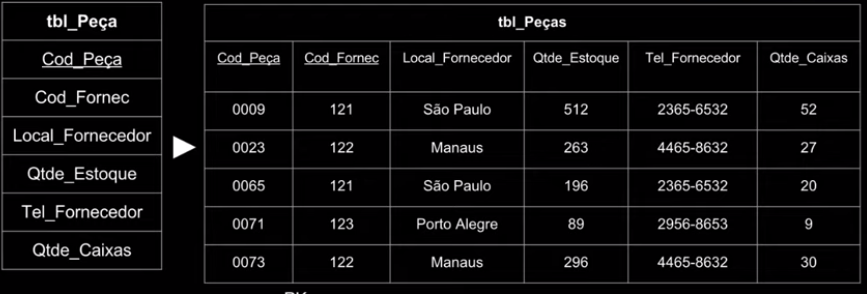 tbl_Peça
Cod_Peça
Cod_Fornec
Local_Fornecedor
Qtde_Estoque
Tel_Fornecedor
Qtde_Caixas
tbl_Peças
Cod_Peça Cod_Fornec Local_Fornecedor Qtde_Estoque Tel_Fornecedor Qtde_Caixas
0009 121 São Paulo 512 2365-6532 52
0023 122 Manaus 263 4465-8632 27
0065 121 São Paulo 196 2365-6532 20
0071 123 Porto Alegre 89 2956-8653 9
0073 122 Manaus 296 4465-8632 30
PK